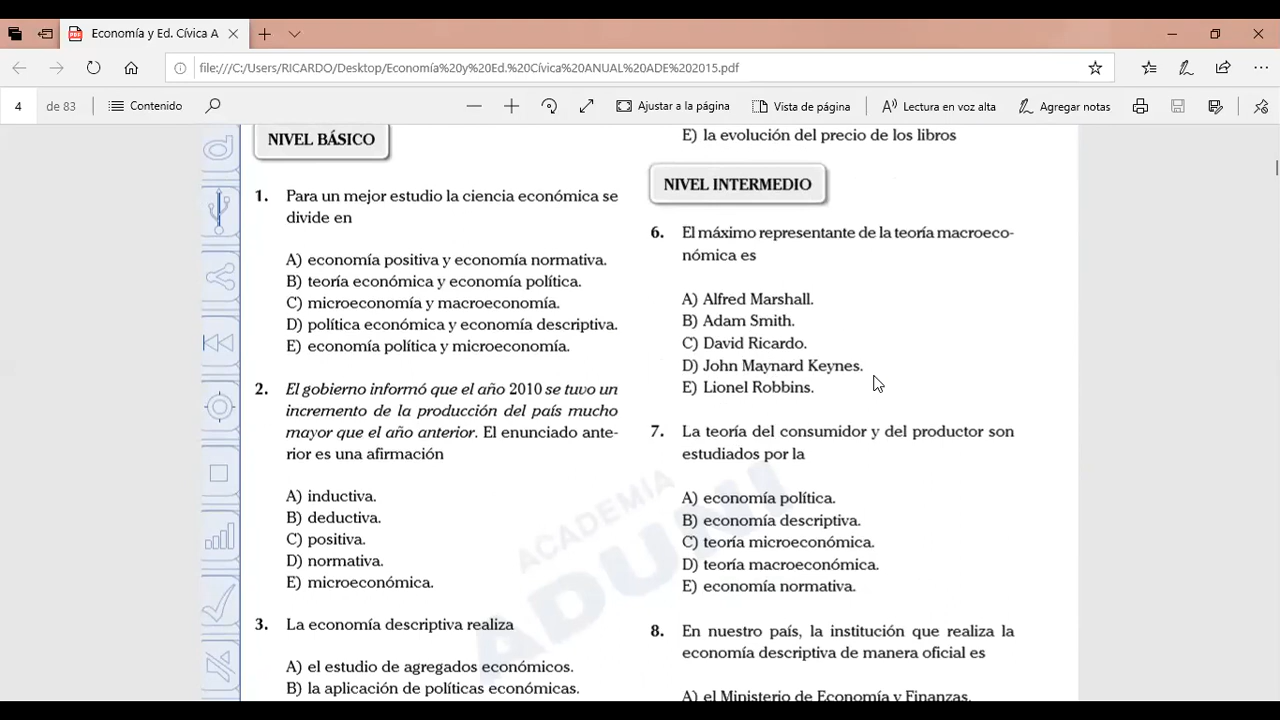 Economía y Ed. Cívica A
file:///C:/Users/RICARDO/Desktop/Economía%20y%20Ed.%20Cívica%20ANUAL%20ADE%202015.pdf
4 de 83 Contenido Ajustar a la página Vista de página Lectura en voz alta Agregar notas
NIVEL BÁSICO
1. Para un mejor estudio la ciencia económica se
divide en
A) economía positiva y economía normativa.
B) teoría económica y economía política.
C) microeconomía y macroeconomía.
D) política económica y economía descriptiva.
E) economía política y microeconomía.
2. El gobierno informó que el año 2010 se tuvo un
incremento de la producción del país mucho
mayor que el año anterior. El enunciado ante-
rior es una afirmación
A) inductiva.
B) deductiva.
C) positiva.
D) normativa.
E) microeconómica.
3. La economía descriptiva realiza
A) el estudio de agregados económicos.
B) la aplicación de políticas económicas.
E) la evolución del precio de los libros
NIVEL INTERMEDIO
6. El máximo representante de la teoría macroeco-
nómica es
A) Alfred Marshall.
B) Adam Smith.
C) David Ricardo.
D) John Maynard Keynes.
E) Lionel Robbins.
7. La teoría del consumidor y del productor son
estudiados por la
A) economía política.
B) economía descriptiva.
C) teoría microeconómica.
D) teoría macroeconómica.
E) economía normativa.
8. En nuestro país, la institución que realiza la
economía descriptiva de manera oficial es
A) el Ministerio de Economía y Finanzas.
ACADEMIA
ADUNI